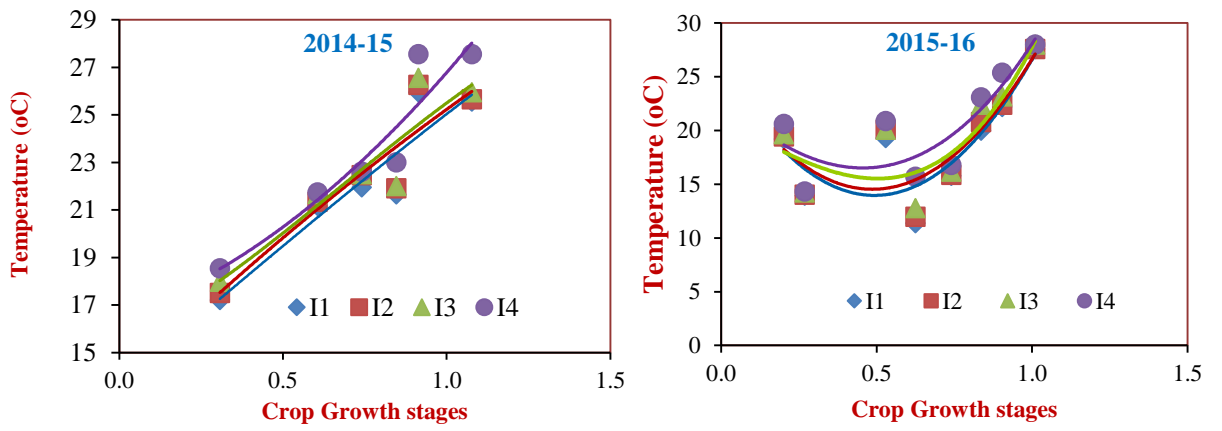 2014-15
Temperature (oC)
29
27
25
23
21
19
17
15
0.0 0.5 1.0 1.5
I1 I2 I3 I4
Crop Growth stages
2015-16
Temperature (oC)
30
25
20
15
10
5
0
0.0 0.5 1.0 1.5
I1 I2 I3 I4
Crop Growth stages